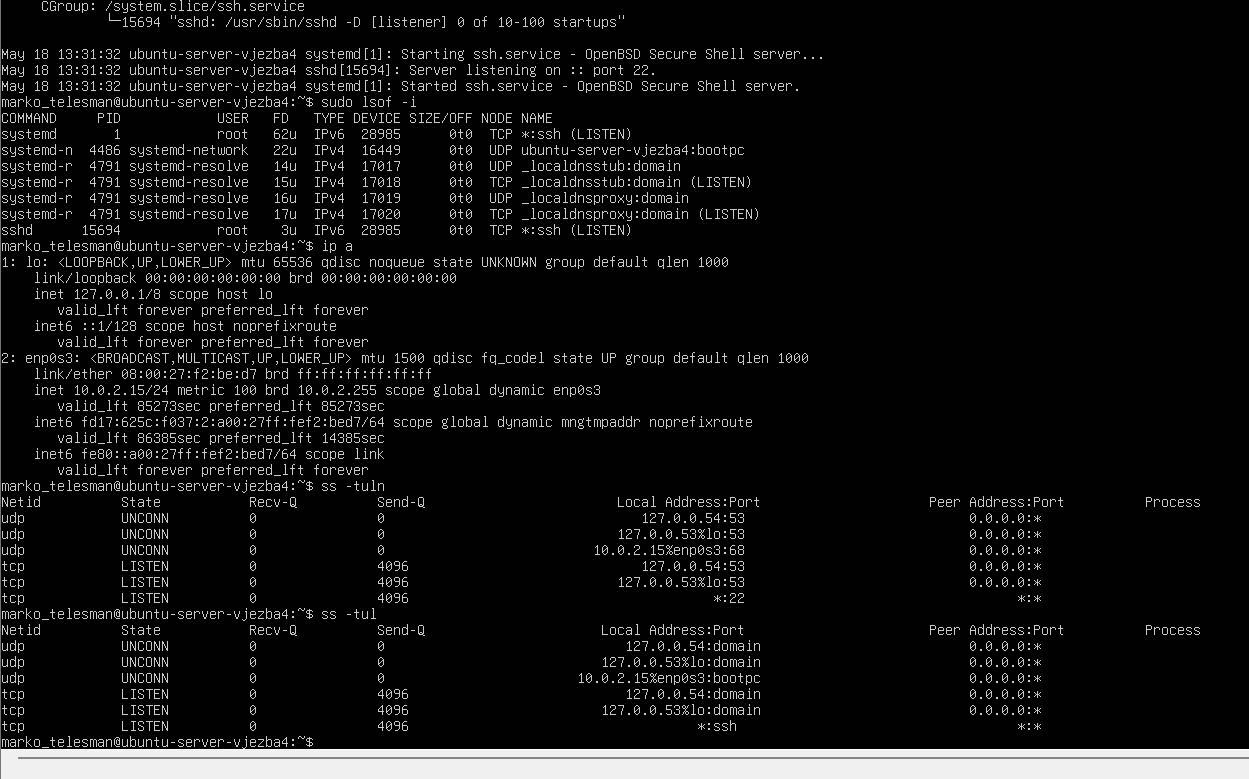 CGroup: /system.slice/ssh.service
└─15694 "sshd: /usr/sbin/sshd -D [listener] 0 of 10-100 startups"
May 18 13:31:32 ubuntu-server-vjezba4 systemd[1]: Starting ssh.service - OpenBSD Secure Shell server...
May 18 13:31:32 ubuntu-server-vjezba4 sshd[15694]: Server listening on :: port 22.
May 18 13:31:32 ubuntu-server-vjezba4 systemd[1]: Started ssh.service - OpenBSD Secure Shell server.
marko_telesman@ubuntu-server-vjezba4:~$ sudo lsof -i
COMMAND     PID            USER   FD   TYPE DEVICE SIZE/OFF NODE NAME
systemd       1            root   62u  IPv6  28985      0t0  TCP *:ssh (LISTEN)
systemd-n  4486 systemd-network   22u  IPv4  16449      0t0  UDP ubuntu-server-vjezba4:bootpc
systemd-r  4791 systemd-resolve   14u  IPv4  17017      0t0  UDP _localdnsstub:domain
systemd-r  4791 systemd-resolve   15u  IPv4  17018      0t0  TCP _localdnsstub:domain (LISTEN)
systemd-r  4791 systemd-resolve   16u  IPv4  17019      0t0  UDP _localdnsproxy:domain
systemd-r  4791 systemd-resolve   17u  IPv4  17020      0t0  TCP _localdnsproxy:domain (LISTEN)
sshd      15694            root    3u  IPv6  28985      0t0  TCP *:ssh (LISTEN)
marko_telesman@ubuntu-server-vjezba4:~$ ip a
1: lo: <LOOPBACK,UP,LOWER_UP> mtu 65536 qdisc noqueue state UNKNOWN group default qlen 1000
link/loopback 00:00:00:00:00:00 brd 00:00:00:00:00:00
inet 127.0.0.1/8 scope host lo
valid_lft forever preferred_lft forever
inet6 ::1/128 scope host noprefixroute
valid_lft forever preferred_lft forever
2: enp0s3: <BROADCAST,MULTICAST,UP,LOWER_UP> mtu 1500 qdisc fq_codel state UP group default qlen 1000
link/ether 08:00:27:f2:be:d7 brd ff:ff:ff:ff:ff:ff
inet 10.0.2.15/24 metric 100 brd 10.0.2.255 scope global dynamic enp0s3
valid_lft 85273sec preferred_lft 85273sec
inet6 fd17:625c:f037:2:a00:27ff:fef2:bed7/64 scope global dynamic mngtmpaddr noprefixroute
valid_lft 86385sec preferred_lft 14385sec
inet6 fe80::a00:27ff:fef2:bed7/64 scope link
valid_lft forever preferred_lft forever
marko_telesman@ubuntu-server-vjezba4:~$ ss -tuln
Netid State Recv-Q Send-Q Local Address:Port Peer Address:Port Process
udp UNCONN 0 0 127.0.0.54:53 0.0.0.0:*
udp UNCONN 0 0 127.0.0.53%lo:53 0.0.0.0:*
udp UNCONN 0 0 10.0.2.15%enp0s3:68 0.0.0.0:*
tcp LISTEN 0 4096 127.0.0.54:53 0.0.0.0:*
tcp LISTEN 0 4096 127.0.0.53%lo:53 0.0.0.0:*
tcp LISTEN 0 4096 *:22 *:*
marko_telesman@ubuntu-server-vjezba4:~$ ss -tul
Netid State Recv-Q Send-Q Local Address:Port Peer Address:Port Process
udp UNCONN 0 0 127.0.0.54:domain 0.0.0.0:*
udp UNCONN 0 0 127.0.0.53%lo:domain 0.0.0.0:*
udp UNCONN 0 0 10.0.2.15%enp0s3:bootpc 0.0.0.0:*
tcp LISTEN 0 4096 127.0.0.54:domain 0.0.0.0:*
tcp LISTEN 0 4096 127.0.0.53%lo:domain 0.0.0.0:*
tcp LISTEN 0 4096 *:ssh *:*
marko_telesman@ubuntu-server-vjezba4:~$